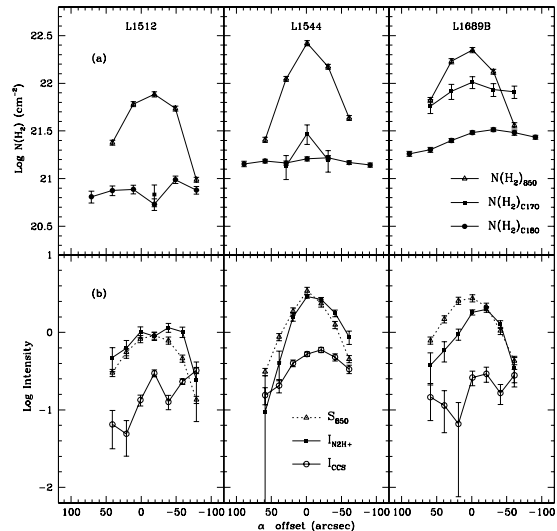 L1512 L1544 L1689B
(a)
Log N(H2) (cm−2)
22.5
22
21.5
21
20.5
N(H2)850
N(H2)C17O
N(H2)C18O
(b)
Log Intensity
1
0
−1
−2
S850
IN2H+
ICCS
100 50 0 −50 −100 100 50 0 −50 −100 100 50 0 −50 −100
α offset (arcsec)